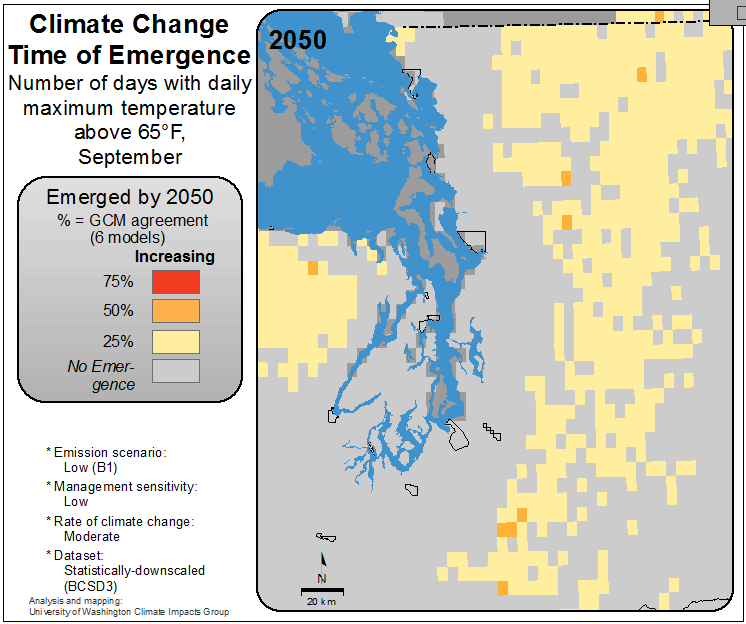 Climate Change
Time of Emergence
Number of days with daily
maximum temperature
above 65°F,
September
2050
Emerged by 2050
% = GCM agreement
(6 models)
Increasing
75%
50%
25%
No Emer-
gence
* Emission scenario:
Low (B1)
* Management sensitivity:
Low
* Rate of climate change:
Moderate
* Dataset:
Statistically-downscaled
(BCSD3)
Analysis and mapping:
University of Washington Climate Impacts Group
N
20 km